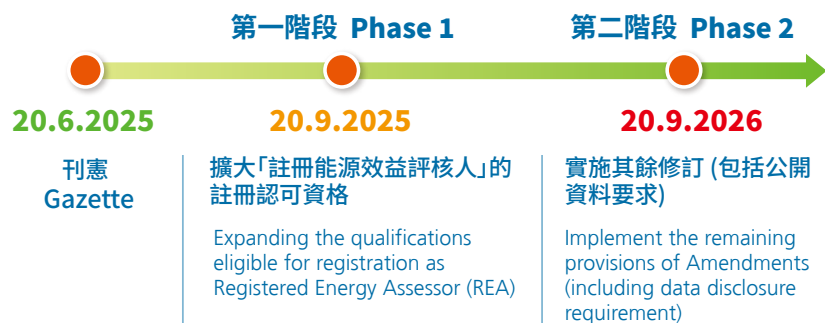 第一階段 Phase 1
第二階段 Phase 2
20.6.2025
20.9.2025
20.9.2026
刊憲
Gazette
擴大「註冊能源效益評核人」的
註冊認可資格
Expanding the qualifications
eligible for registration as
Registered Energy Assessor (REA)
實施其餘修訂 (包括公開
資料要求)
Implement the remaining
provisions of Amendments
(including data disclosure
requirement)